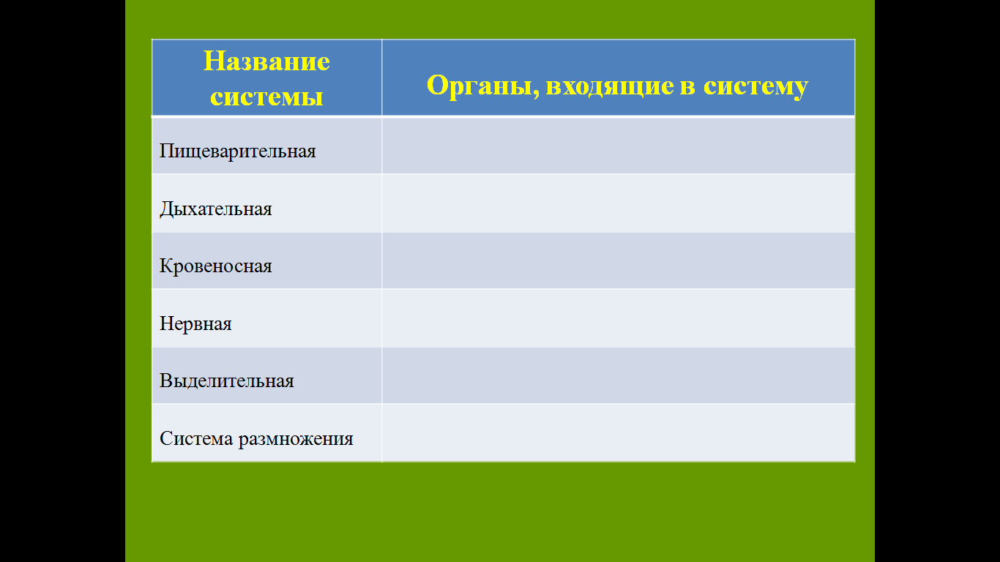 Название
системы
Органы, входящие в систему
Пищеварительная
Дыхательная
Кровеносная
Нервная
Выделительная
Система размножения